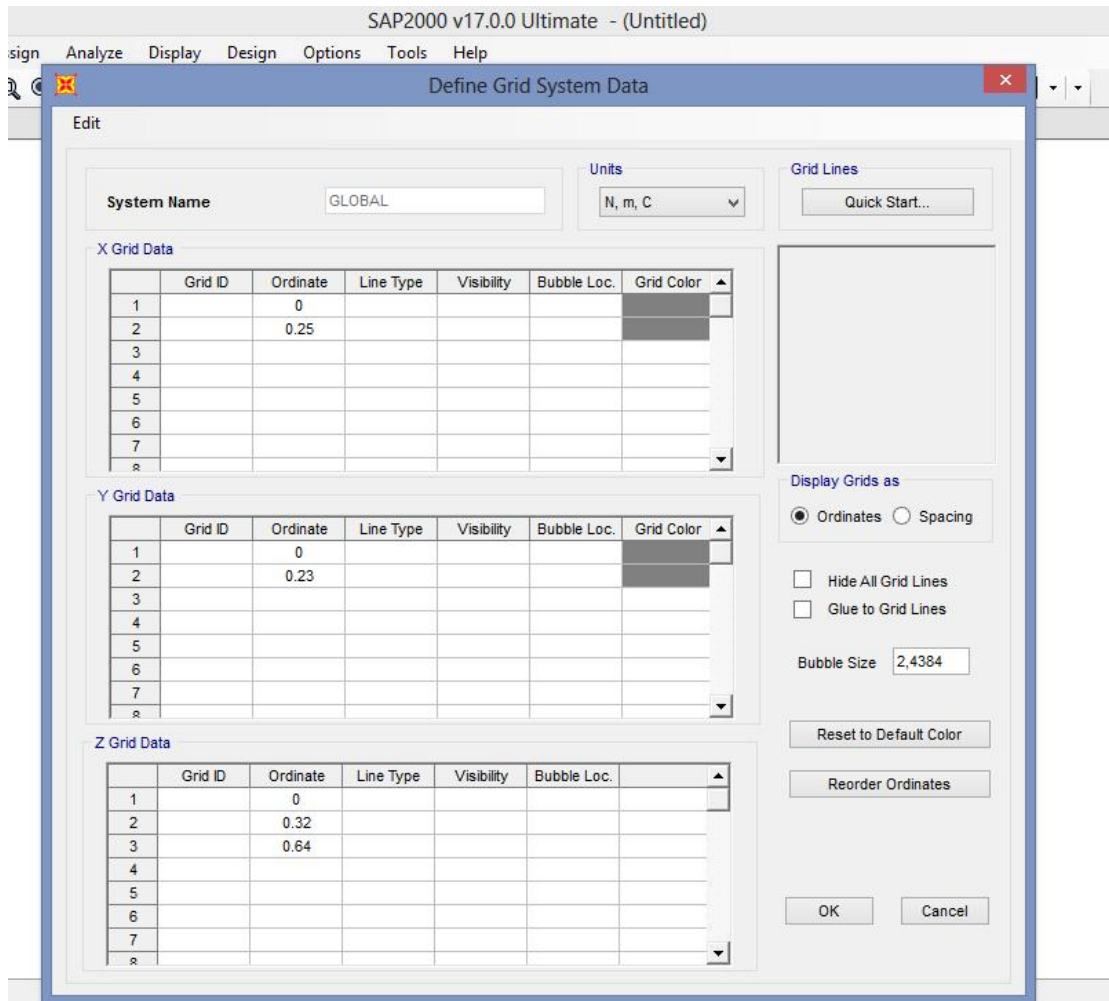 SAP2000 v17.0.0 Ultimate - (Untitled)
sign Analyze Display Design Options Tools Help
Define Grid System Data
Edit
System Name GLOBAL
Units
N, m, C
Grid Lines
Quick Start...
X Grid Data
Grid ID Ordinate Line Type Visibility Bubble Loc. Grid Color
1 0
2 0.25
3
4
5
6
7
8
Y Grid Data
Grid ID Ordinate Line Type Visibility Bubble Loc. Grid Color
1 0
2 0.23
3
4
5
6
7
8
Z Grid Data
Grid ID Ordinate Line Type Visibility Bubble Loc.
1 0
2 0.32
3 0.64
4
5
6
7
8
Display Grids as
Ordinates Spacing
Hide All Grid Lines
Glue to Grid Lines
Bubble Size 2,4384
Reset to Default Color
Reorder Ordinates
OK Cancel